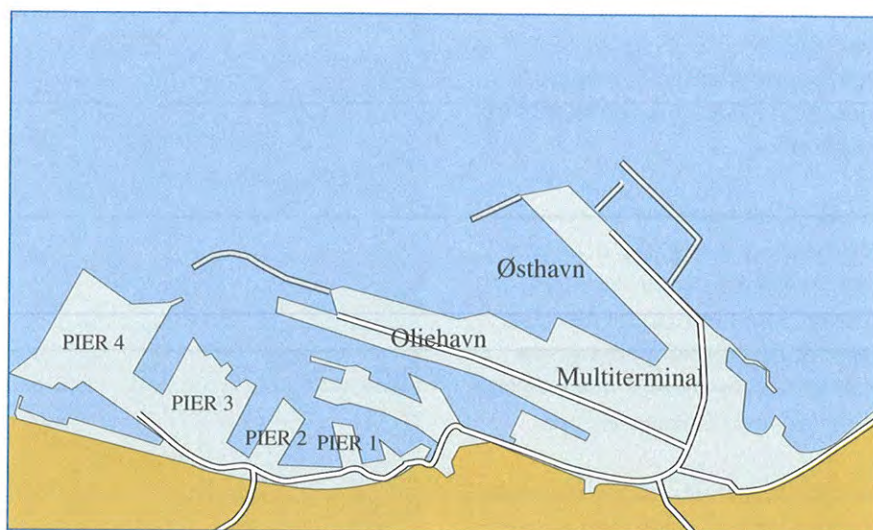 Østhavn
Oliehavn
PIER 4
Multiterminal
PIER 3
PIER 2
PIER 1